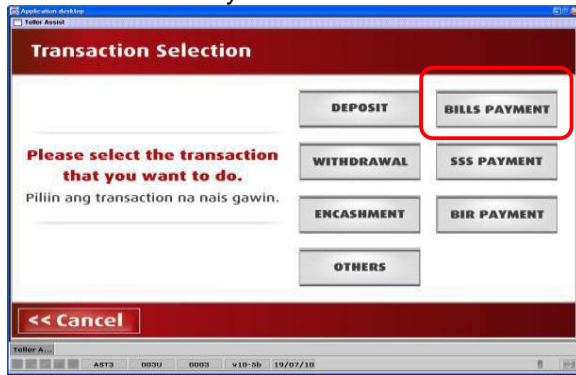 Application desktop
Teller Assist
Transaction Selection
DEPOSIT
BILLS PAYMENT
Please select the transaction
that you want to do.
Piliin ang transaction na nais gawin.
WITHDRAWAL
SSS PAYMENT
ENCASHMENT
BIR PAYMENT
OTHERS
<< Cancel
Teller A...
AST3 003U 0003 v10-5b 19/07/10